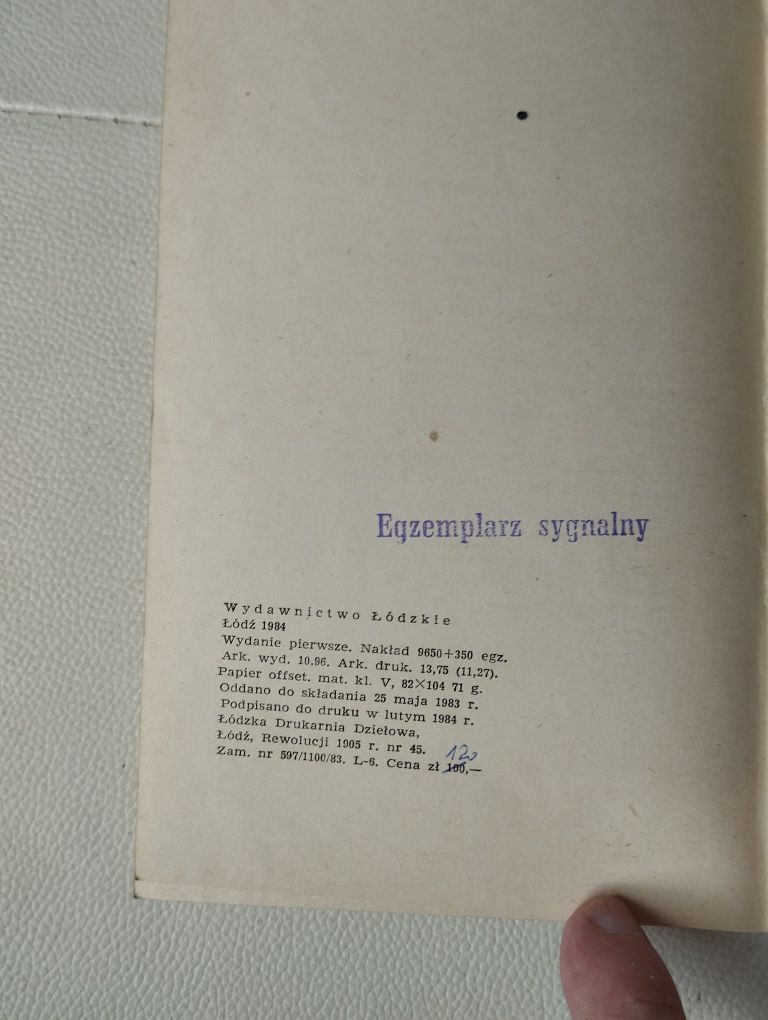 Egzemplarz sygnalny
Wydawnictwo Łódzkie
Łódź 1984
Wydanie pierwsze. Nakład 9650+350 egz.
Ark. wyd. 10,96. Ark. druk. 13,75 (11,27).
Papier offset. mat. kl. V, 82×104 71 g.
Oddano do składania 25 maja 1983 r.
Podpisano do druku w lutym 1984 r.
Łódzka Drukarnia Dziełowa,
Łódź, Rewolucji 1905 r. nr 45.
120
Zam. nr 597/1100/83. L-6. Cena zł 100,—